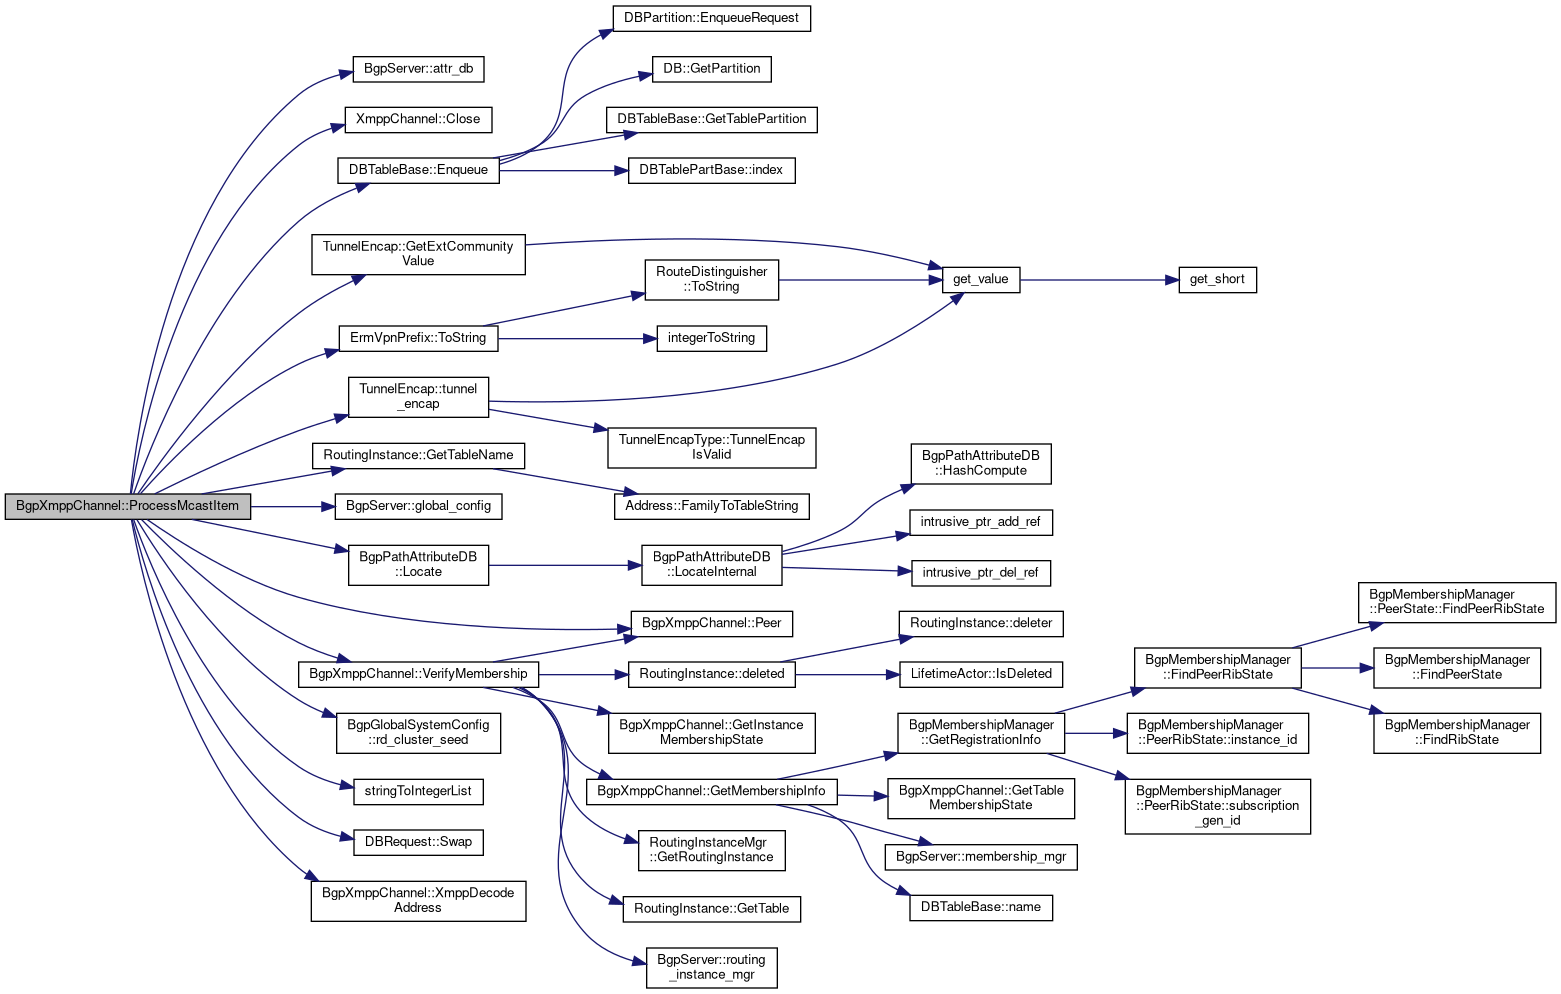 DBPartition::EnqueueRequest
BgpServer::attr_db
DB::GetPartition
XmppChannel::Close
DBTableBase::GetTablePartition
DBTableBase::Enqueue
DBTablePartBase::index
TunnelEncap::GetExtCommunity
Value
RouteDistinguisher
::ToString
get_value
get_short
ErmVpnPrefix::ToString
integerToString
TunnelEncap::tunnel
_encap
TunnelEncapType::TunnelEncap
IsValid
RoutingInstance::GetTableName
BgpPathAttributeDB
::HashCompute
BgpXmppChannel::ProcessMcastItem
BgpServer::global_config
Address::FamilyToTableString
intrusive_ptr_add_ref
BgpPathAttributeDB
::Locate
BgpPathAttributeDB
::LocateInternal
intrusive_ptr_del_ref
BgpXmppChannel::Peer
RoutingInstance::deleter
BgpMembershipManager
::PeerState::FindPeerRibState
BgpXmppChannel::VerifyMembership
RoutingInstance::deleted
LifetimeActor::IsDeleted
BgpMembershipManager
::FindPeerRibState
BgpMembershipManager
::FindPeerState
BgpGlobalSystemConfig
::rd_cluster_seed
BgpXmppChannel::GetInstance
MembershipState
BgpMembershipManager
::GetRegistrationInfo
BgpMembershipManager
::PeerRibState::instance_id
BgpMembershipManager
::FindRibState
stringToIntegerList
BgpXmppChannel::GetMembershipInfo
BgpXmppChannel::GetTable
MembershipState
BgpMembershipManager
::PeerRibState::subscription
_gen_id
DBRequest::Swap
RoutingInstanceMgr
::GetRoutingInstance
BgpServer::membership_mgr
BgpXmppChannel::XmppDecode
Address
RoutingInstance::GetTable
DBTableBase::name
BgpServer::routing
_instance_mgr